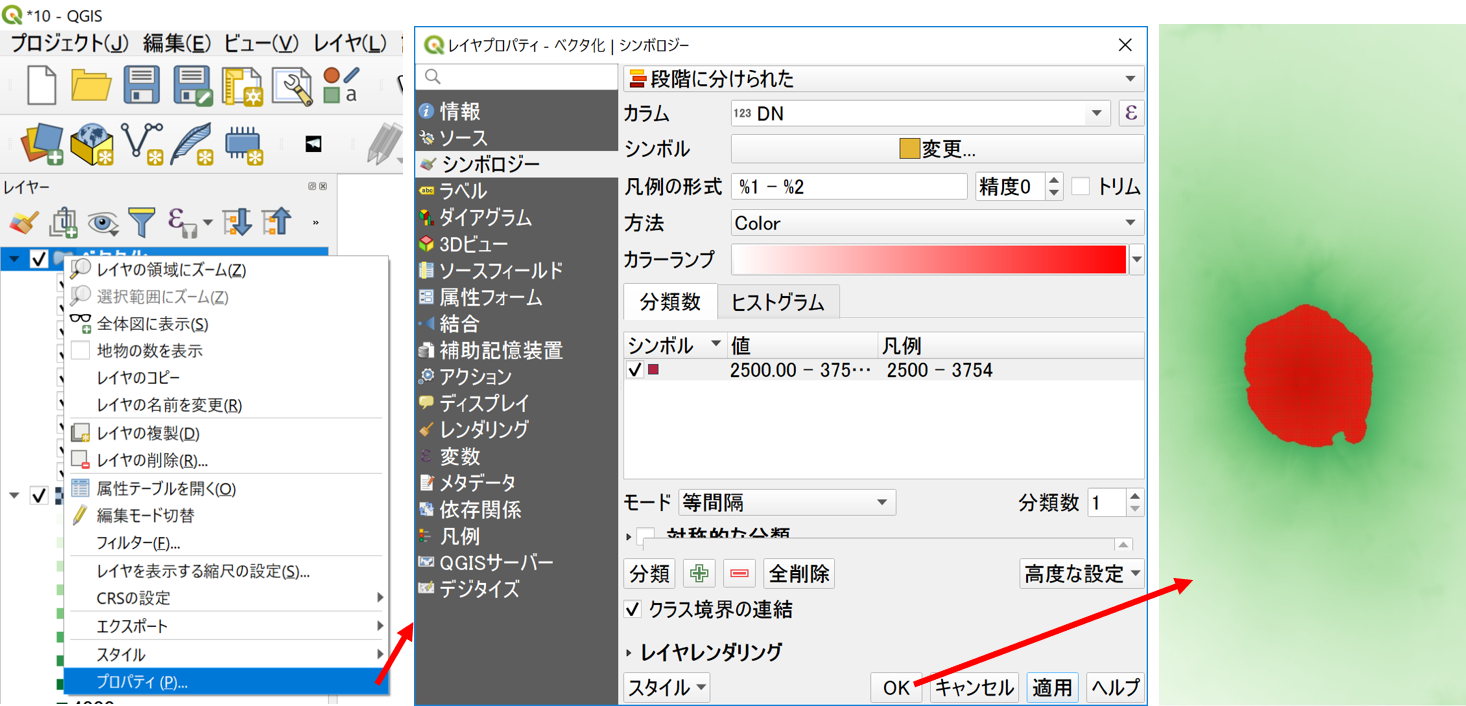 *10 - QGIS
プロジェクト(J) 編集(E) ビュー(V) レイヤ(L)
a
レイヤー
»
レイヤの領域にズーム(Z)
選択範囲にズーム(Z)
全体図に表示(S)
地物の数を表示
レイヤのコピー
レイヤの名前を変更(R)
レイヤの複製(D)
レイヤの削除(R)...
属性テーブルを開く(O)
編集モード切替
フィルター(F)...
レイヤを表示する縮尺の設定(S)...
CRSの設定
エクスポート
スタイル
プロパティ (P)...
レイヤプロパティ - ベクタ化 | シンボロジー
情報
ソース
シンボロジー
abc ラベル
ダイアグラム
3Dビュー
ソースフィールド
属性フォーム
結合
補助記憶装置
アクション
ディスプレイ
レンダリング
変数
メタデータ
依存関係
凡例
QGISサーバー
デジタイズ
段階に分けられた
カラム 123 DN ε
シンボル 変更...
凡例の形式 %1 - %2 精度0 トリム
方法 Color
カラーランプ
分類数 ヒストグラム
シンボル 値 凡例
2500.00 - 375… 2500 - 3754
モード 等間隔 分類数 1
対称的な分類
分類 全削除 高度な設定
クラス境界の連結
レイヤレンダリング
スタイル OK キャンセル 適用 ヘルプ